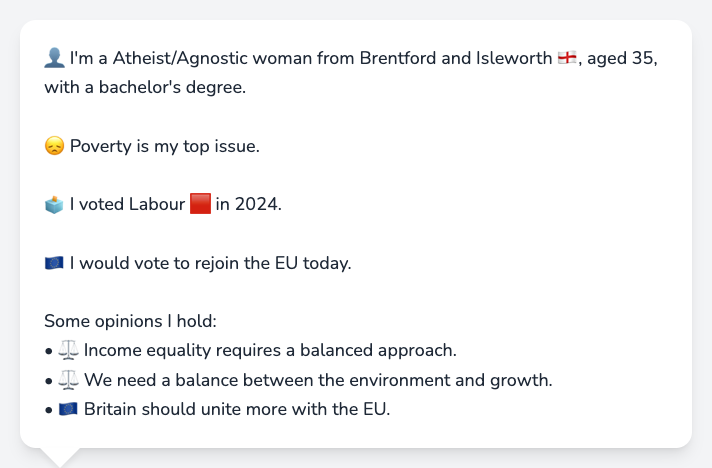 👤 I'm a Atheist/Agnostic woman from Brentford and Isleworth 🏴󠁧󠁢󠁥󠁮󠁧󠁿, aged 35,
with a bachelor's degree.
😞 Poverty is my top issue.
🗳️ I voted Labour 🟥 in 2024.
🇪🇺 I would vote to rejoin the EU today.
Some opinions I hold:
• ⚖️ Income equality requires a balanced approach.
• ⚖️ We need a balance between the environment and growth.
• 🇪🇺 Britain should unite more with the EU.